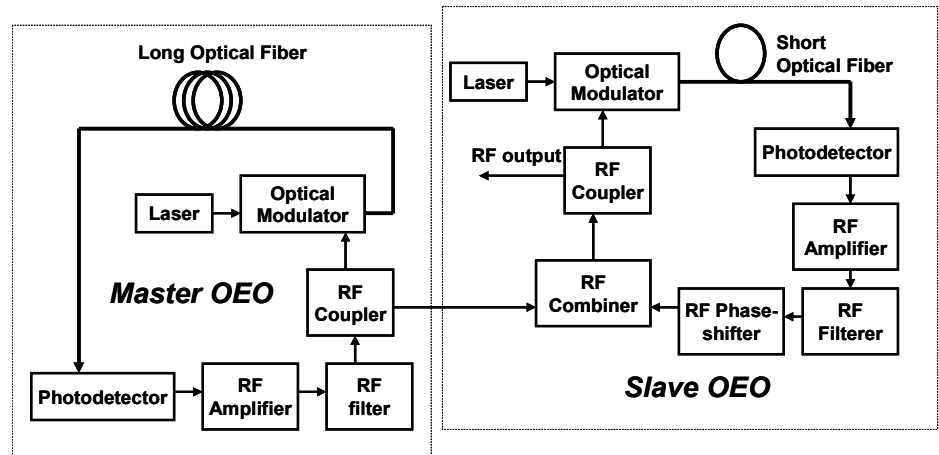 Long Optical Fiber
Laser
Optical
Modulator
Master OEO
RF
Coupler
Photodetector
RF
Amplifier
RF
filter
Short
Optical Fiber
Laser
Optical
Modulator
RF output
RF
Coupler
Photodetector
RF
Amplifier
RF
Combiner
RF Phase-
shifter
RF
Filterer
Slave OEO